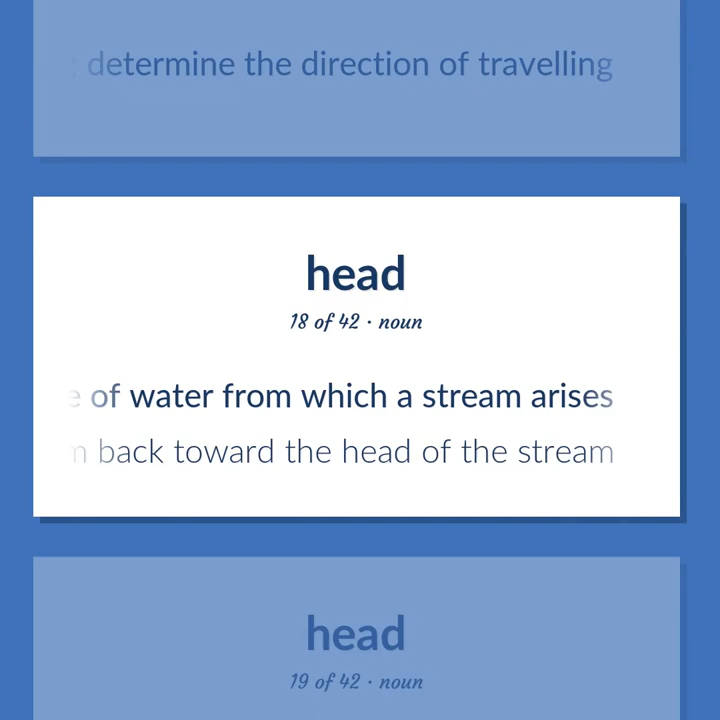 determine the direction of travelling
head
18 of 42 · noun
of water from which a stream arises
back toward the head of the stream
head
19 of 42 · noun